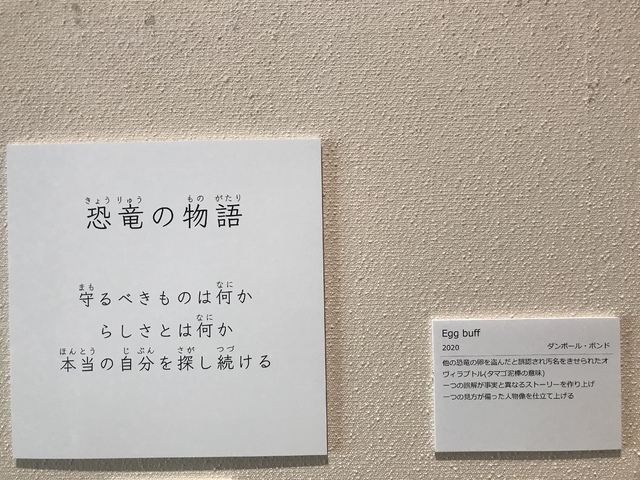 恐竜の物語
守るべきものは何か
らしさとは何か
本当の自分を探し続ける
Egg buff
2020 ダンボール・ボンド
他の恐竜の卵を盗んだと誤認され汚名をきせられたオ
ヴィラプトル(タマゴ泥棒の意味)
一つの誤解が事実と異なるストーリーを作り上げ
一つの見方が偏った人物像を仕立て上げる